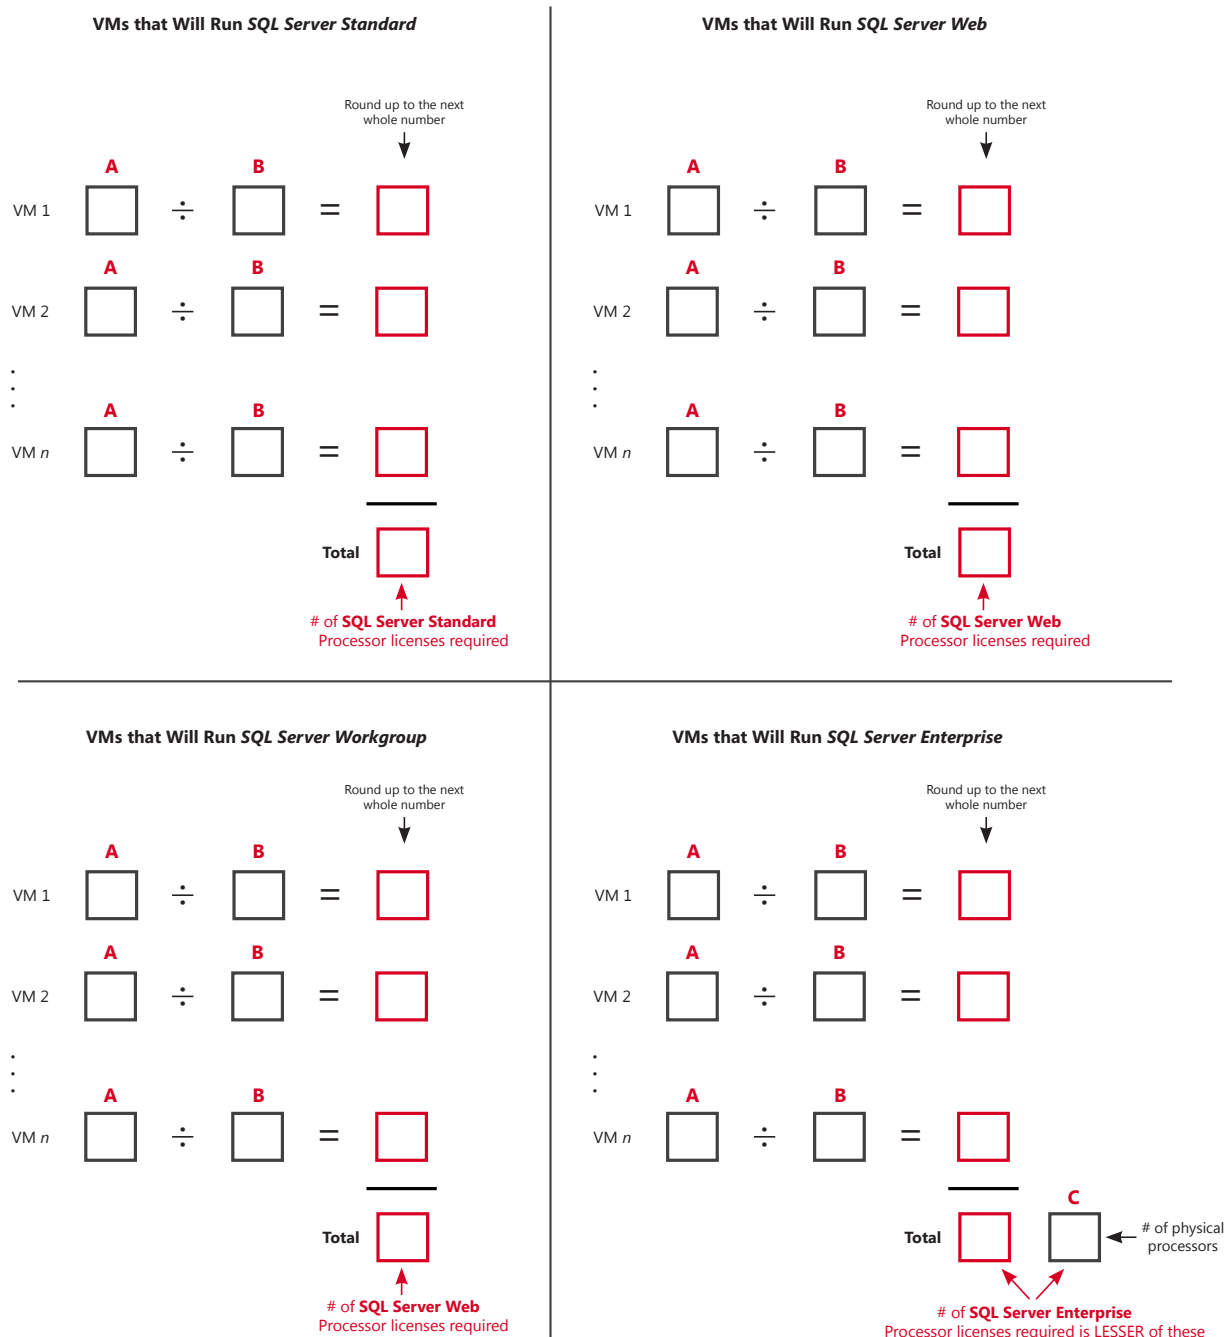 VMs that Will Run SQL Server Standard
Round up to the next
whole number
A B
VM 1 ÷ =
A B
VM 2 ÷ =
.
.
.
A B
VM n ÷ =
Total
# of SQL Server Standard
Processor licenses required
VMs that Will Run SQL Server Web
Round up to the next
whole number
A B
VM 1 ÷ =
A B
VM 2 ÷ =
.
.
.
A B
VM n ÷ =
Total
# of SQL Server Web
Processor licenses required
VMs that Will Run SQL Server Workgroup
Round up to the next
whole number
A B
VM 1 ÷ =
A B
VM 2 ÷ =
.
.
.
A B
VM n ÷ =
Total
# of SQL Server Web
Processor licenses required
VMs that Will Run SQL Server Enterprise
Round up to the next
whole number
A B
VM 1 ÷ =
A B
VM 2 ÷ =
.
.
.
A B
VM n ÷ =
C
Total
# of physical
processors
# of SQL Server Enterprise
Processor licenses required is LESSER of these